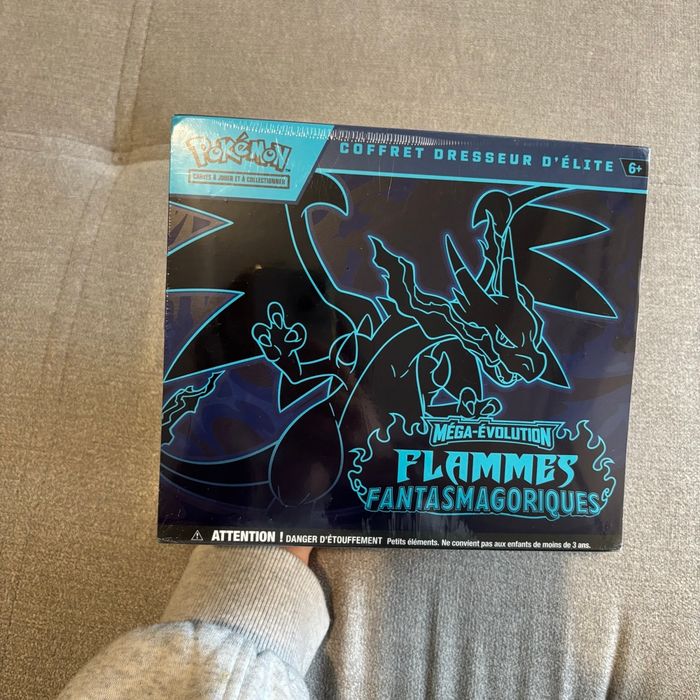 POKÉMON
CARTES À JOUER ET À COLLECTIONNER
COFFRET DRESSEUR D'ÉLITE 6+
MÉGA-ÉVOLUTION
FLAMMES
FANTASMAGORIQUES
ATTENTION ! DANGER D'ÉTOUFFEMENT Petits éléments. Ne convient pas aux enfants de moins de 3 ans.